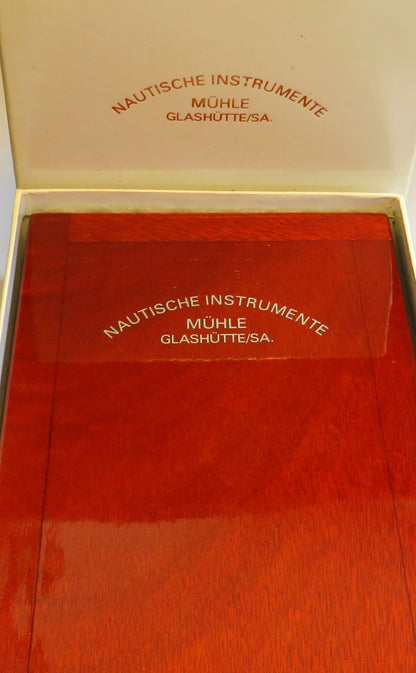 NAUTISCHE INSTRUMENTE
MÜHLE
GLASHÜTTE/SA.
NAUTISCHE INSTRUMENTE
MÜHLE
GLASHÜTTE/SA.